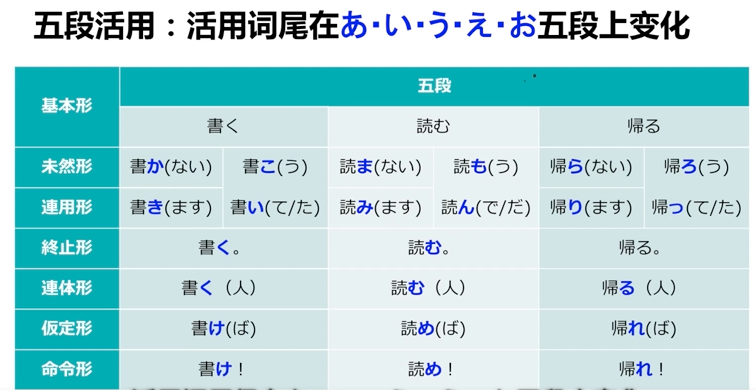 五段活用：活用词尾在あ・い・う・え・お五段上变化
基本形 五段
書く 読む 帰る
未然形 書か(ない) 書こ(う) 読ま(ない) 読も(う) 帰ら(ない) 帰ろ(う)
連用形 書き(ます) 書い(て/た) 読み(ます) 読ん(で/だ) 帰り(ます) 帰っ(て/た)
終止形 書く。 読む。 帰る。
連体形 書く（人） 読む（人） 帰る（人）
仮定形 書け(ば) 読め(ば) 帰れ(ば)
命令形 書け！ 読め！ 帰れ！